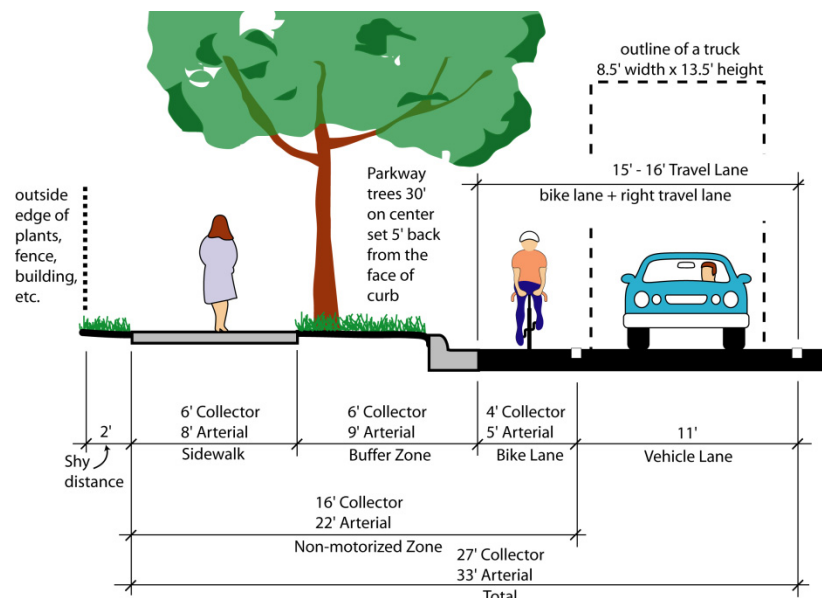 outline of a truck
8.5' width x 13.5' height
15' - 16' Travel Lane
bike lane + right travel lane
Parkway
trees 30'
on center
set 5' back
from the
face of
curb
outside
edge of
plants,
fence,
building,
etc.
2'
Shy
distance
6' Collector
8' Arterial
Sidewalk
6' Collector
9' Arterial
Buffer Zone
4' Collector
5' Arterial
Bike Lane
11'
Vehicle Lane
16' Collector
22' Arterial
Non-motorized Zone
27' Collector
33' Arterial
Total